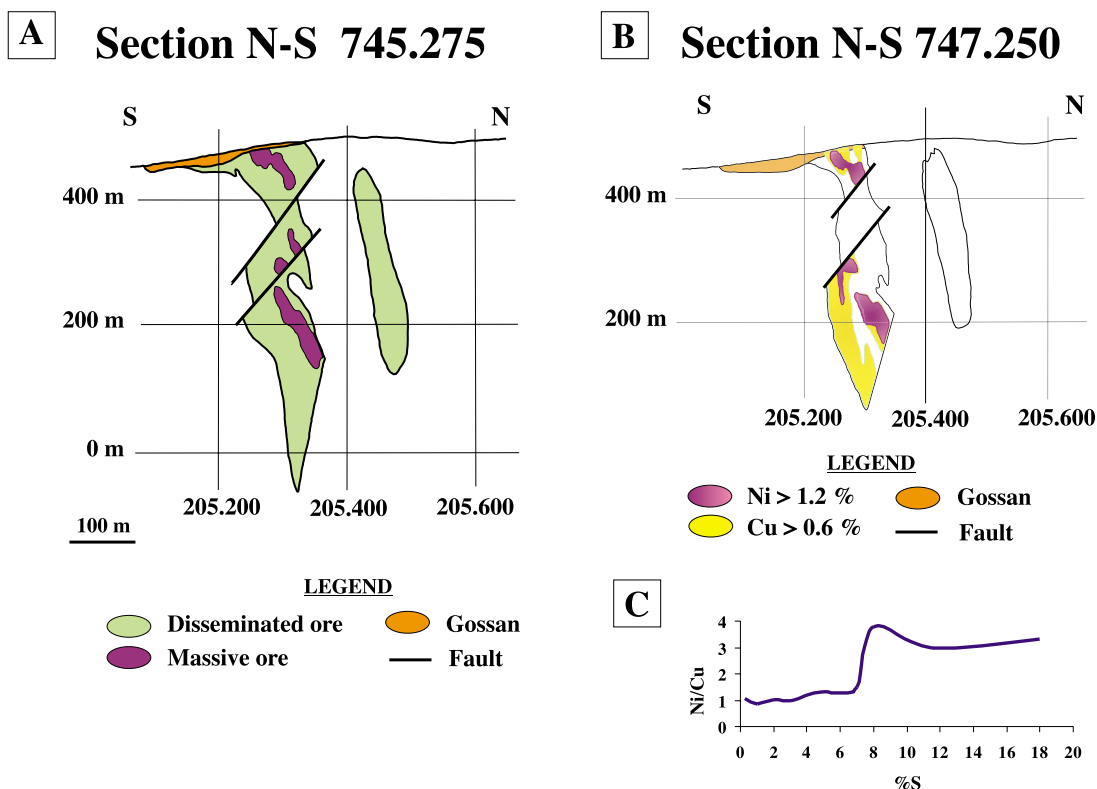 A
Section N-S 745.275
S
N
400 m
200 m
0 m
205.200
205.400
205.600
100 m
LEGEND
Disseminated ore
Gossan
Massive ore
Fault
B
Section N-S 747.250
S
N
400 m
200 m
205.200
205.400
205.600
LEGEND
Ni > 1.2 %
Gossan
Cu > 0.6 %
Fault
C
Ni/Cu
4
3
2
1
0
0 2 4 6 8 10 12 14 16 18 20
%S